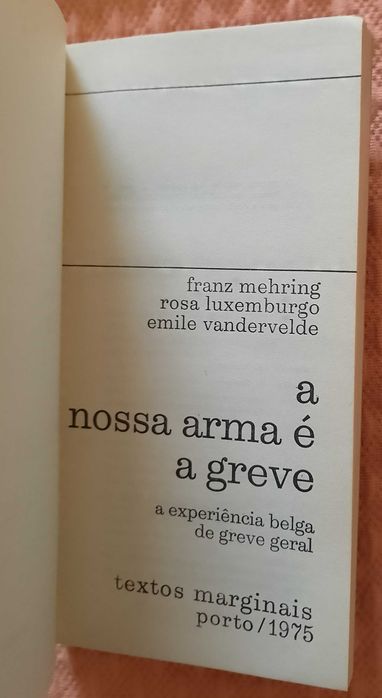 franz mehring
rosa luxemburgo
emile vandervelde
a
nossa arma é
a greve
a experiência belga
de greve geral
textos marginais
porto/1975